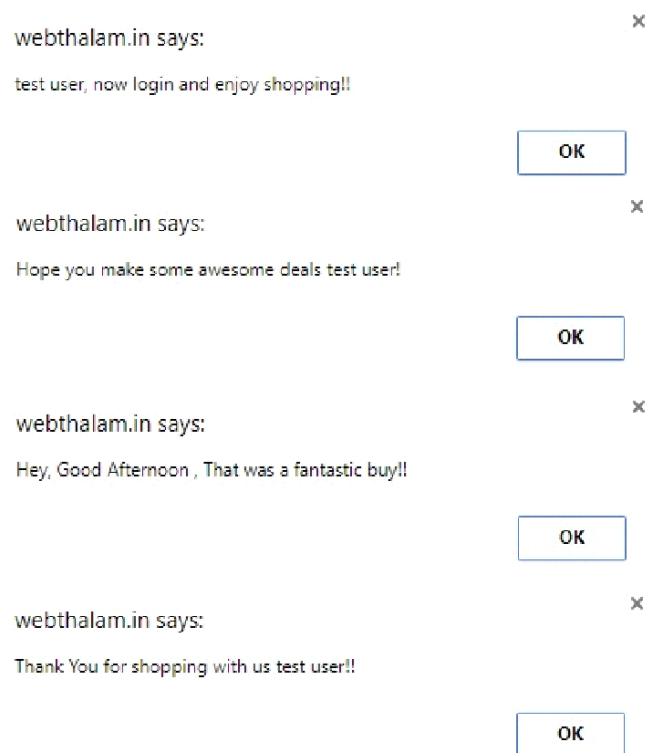 webthalam.in says:
test user, now login and enjoy shopping!!
OK
webthalam.in says:
Hope you make some awesome deals test user!
OK
webthalam.in says:
Hey, Good Afternoon , That was a fantastic buy!!
OK
webthalam.in says:
Thank You for shopping with us test user!!
OK